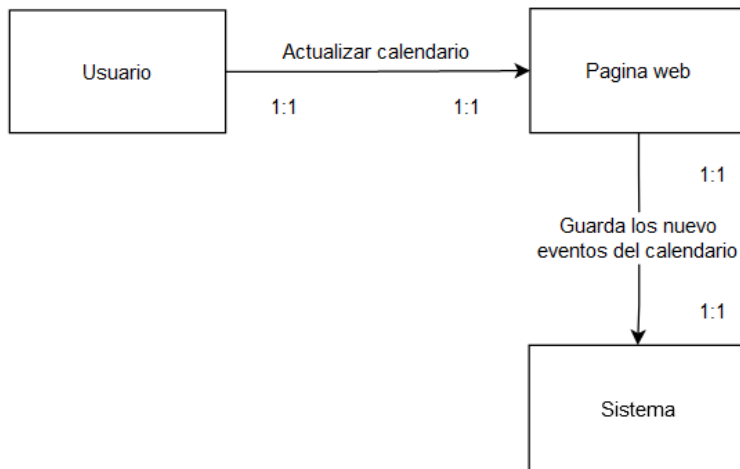 Usuario
Actualizar calendario
Pagina web
1:1
1:1
1:1
Guarda los nuevo
eventos del calendario
1:1
Sistema